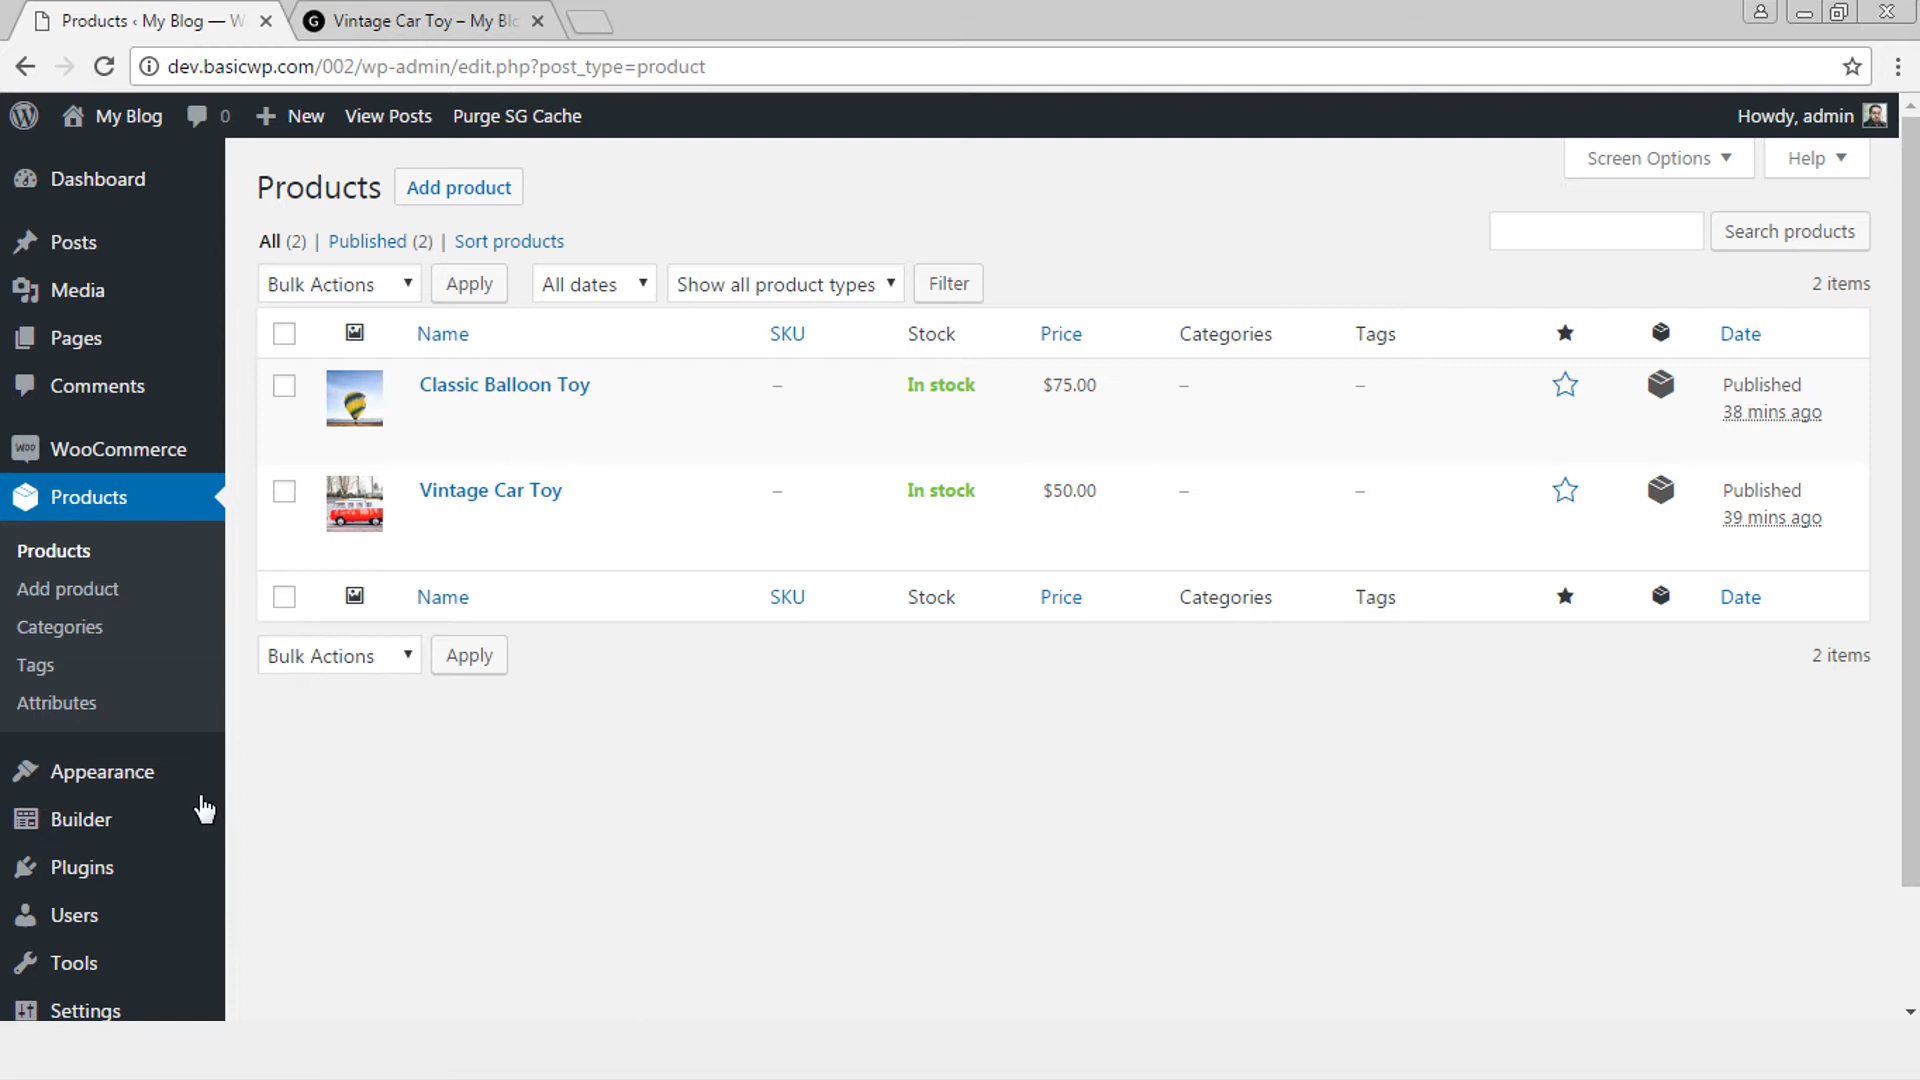 Products ‹ My Blog — W
Vintage Car Toy – My Blo
dev.basicwp.com/002/wp-admin/edit.php?post_type=product
My Blog 0 New View Posts Purge SG Cache Howdy, admin
Dashboard
Posts
Media
Pages
Comments
WooCommerce
Products
Products
Add product
Categories
Tags
Attributes
Appearance
Builder
Plugins
Users
Tools
Settings
Screen Options Help
Products Add product
All (2) | Published (2) | Sort products
Search products
Bulk Actions Apply All dates Show all product types Filter 2 items
Name SKU Stock Price Categories Tags Date
Classic Balloon Toy – In stock $75.00 – – Published
38 mins ago
Vintage Car Toy – In stock $50.00 – – Published
39 mins ago
Name SKU Stock Price Categories Tags Date
Bulk Actions Apply 2 items